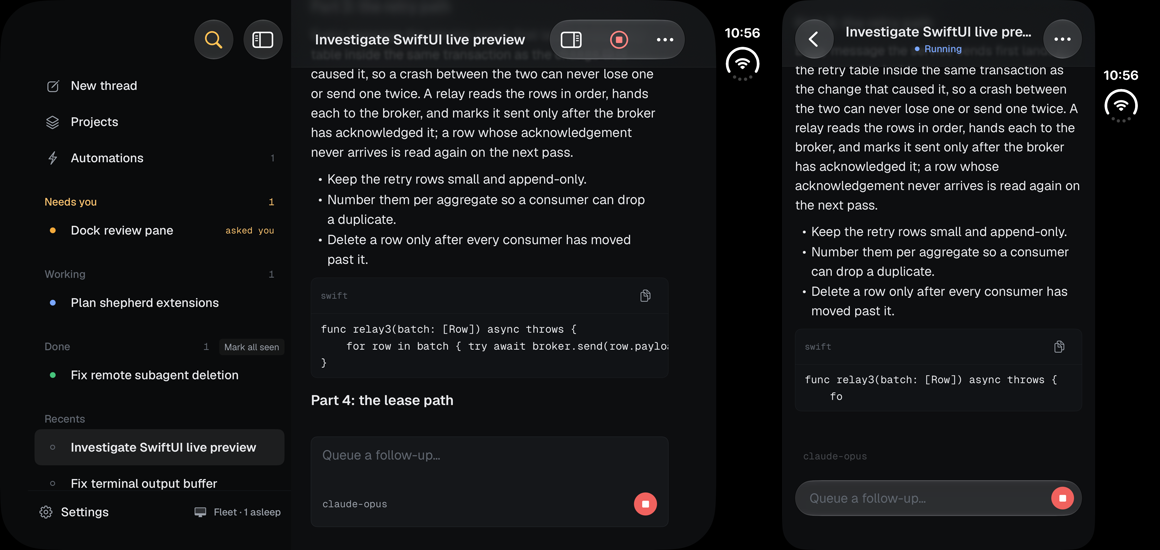 New thread
Projects
Automations 1
Needs you 1
Dock review pane asked you
Working 1
Plan shepherd extensions
Done 1 Mark all seen
Fix remote subagent deletion
Recents
Investigate SwiftUI live preview
Fix terminal output buffer
Settings
Fleet · 1 asleep
Investigate SwiftUI live preview
table inside the same transaction as the
caused it, so a crash between the two can never lose one
or send one twice. A relay reads the rows in order, hands
each to the broker, and marks it sent only after the broker
has acknowledged it; a row whose acknowledgement
never arrives is read again on the next pass.
• Keep the retry rows small and append-only.
• Number them per aggregate so a consumer can drop
a duplicate.
• Delete a row only after every consumer has moved
past it.
swift
func relay3(batch: [Row]) async throws {
for row in batch { try await broker.send(row.payloa
}
Part 4: the lease path
Queue a follow-up…
claude-opus
10:56
Investigate SwiftUI live pre...
Running
the retry table inside the same transaction as
the change that caused it, so a crash between
the two can never lose one or send one twice. A
relay reads the rows in order, hands each to the
broker, and marks it sent only after the broker
has acknowledged it; a row whose
acknowledgement never arrives is read again on
the next pass.
• Keep the retry rows small and append-only.
• Number them per aggregate so a consumer
can drop a duplicate.
• Delete a row only after every consumer has
moved past it.
swift
func relay3(batch: [Row]) async throws {
fo
claude-opus
Queue a follow-up…
10:56